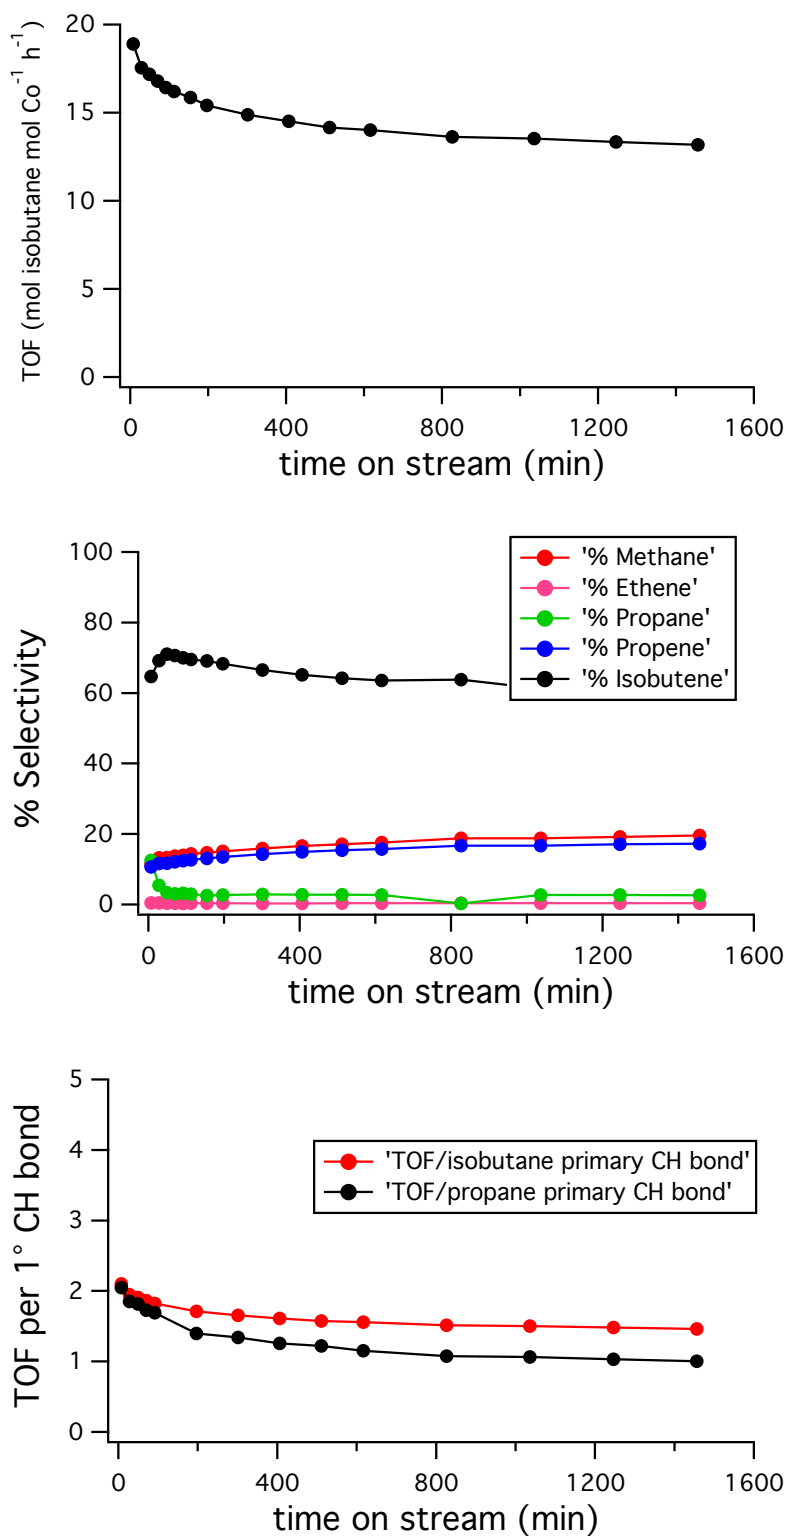 20
15
10
5
0
TOF (mol isobutane mol Co⁻¹ h⁻¹)
0 400 800 1200 1600
time on stream (min)
100
80
60
40
20
0
% Selectivity
'% Methane'
'% Ethene'
'% Propane'
'% Propene'
'% Isobutene'
0 400 800 1200 1600
time on stream (min)
5
4
3
2
1
0
TOF per 1° CH bond
'TOF/isobutane primary CH bond'
'TOF/propane primary CH bond'
0 400 800 1200 1600
time on stream (min)